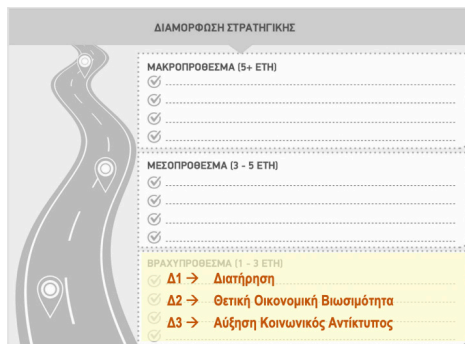 ΔΙΑΜΟΡΦΩΣΗ ΣΤΡΑΤΗΓΙΚΗΣ
ΜΑΚΡΟΠΡΟΘΕΣΜΑ (5+ ΕΤΗ)
ΜΕΣΟΠΡΟΘΕΣΜΑ (3 - 5 ΕΤΗ)
ΒΡΑΧΥΠΡΟΘΕΣΜΑ (1 - 3 ΕΤΗ)
Δ1 → Διατήρηση
Δ2 → Θετική Οικονομική Βιωσιμότητα
Δ3 → Αύξηση Κοινωνικός Αντίκτυπος